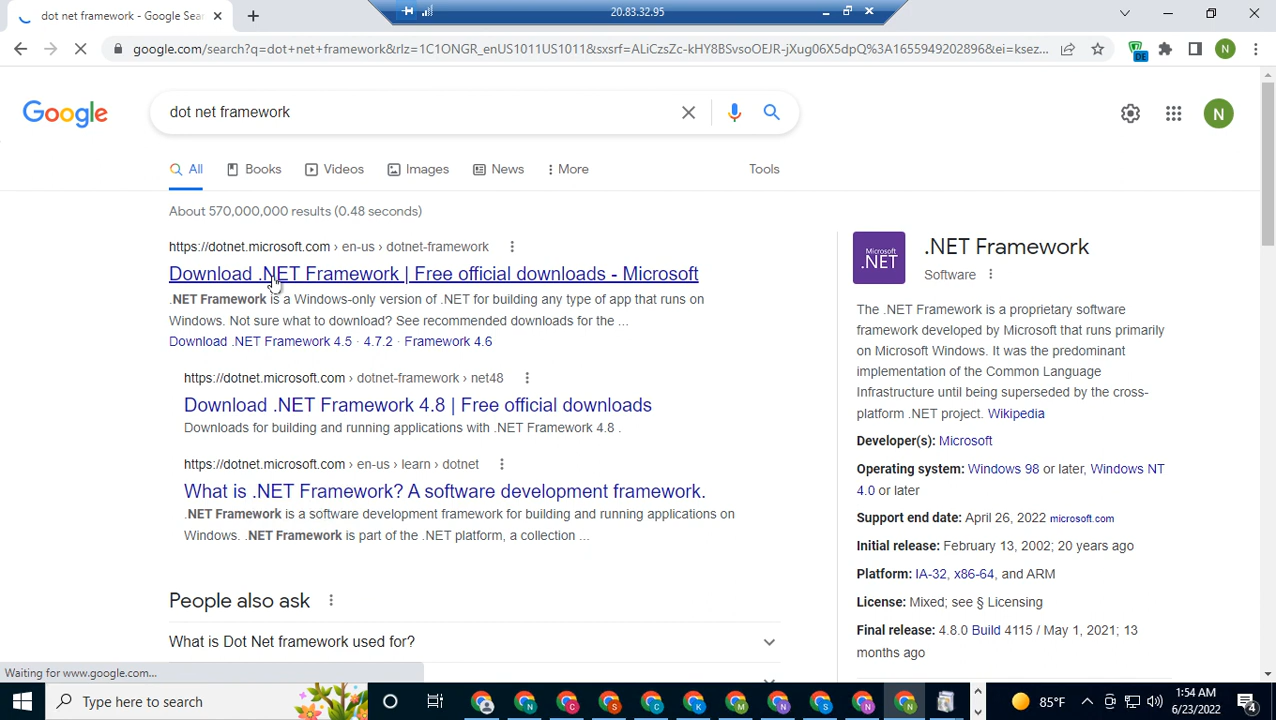 dot net framework - Google Sear
20.83.32.95
google.com/search?q=dot+net+framework&rlz=1C1ONGR_enUS1011US1011&sxsrf=ALiCzsZc-kHY8BSvsoOEJR-jXug06X5dpQ%3A1655949202896&ei=ksez...
DE
N
Google
dot net framework
N
All
Books
Videos
Images
News
More
Tools
About 570,000,000 results (0.48 seconds)
https://dotnet.microsoft.com › en-us › dotnet-framework
Download .NET Framework | Free official downloads - Microsoft
.NET Framework is a Windows-only version of .NET for building any type of app that runs on
Windows. Not sure what to download? See recommended downloads for the ...
Download .NET Framework 4.5 · 4.7.2 · Framework 4.6
https://dotnet.microsoft.com › dotnet-framework › net48
Download .NET Framework 4.8 | Free official downloads
Downloads for building and running applications with .NET Framework 4.8 .
https://dotnet.microsoft.com › en-us › learn › dotnet
What is .NET Framework? A software development framework.
.NET Framework is a software development framework for building and running applications on
Windows. .NET Framework is part of the .NET platform, a collection ...
People also ask
What is Dot Net framework used for?
Microsoft
.NET
.NET Framework
Software
The .NET Framework is a proprietary software
framework developed by Microsoft that runs primarily
on Microsoft Windows. It was the predominant
implementation of the Common Language
Infrastructure until being superseded by the cross-
platform .NET project. Wikipedia
Developer(s): Microsoft
Operating system: Windows 98 or later, Windows NT
4.0 or later
Support end date: April 26, 2022 microsoft.com
Initial release: February 13, 2002; 20 years ago
Platform: IA-32, x86-64, and ARM
License: Mixed; see § Licensing
Final release: 4.8.0 Build 4115 / May 1, 2021; 13
months ago
Waiting for www.google.com...
Type here to search
85°F
1:54 AM
6/23/2022
4